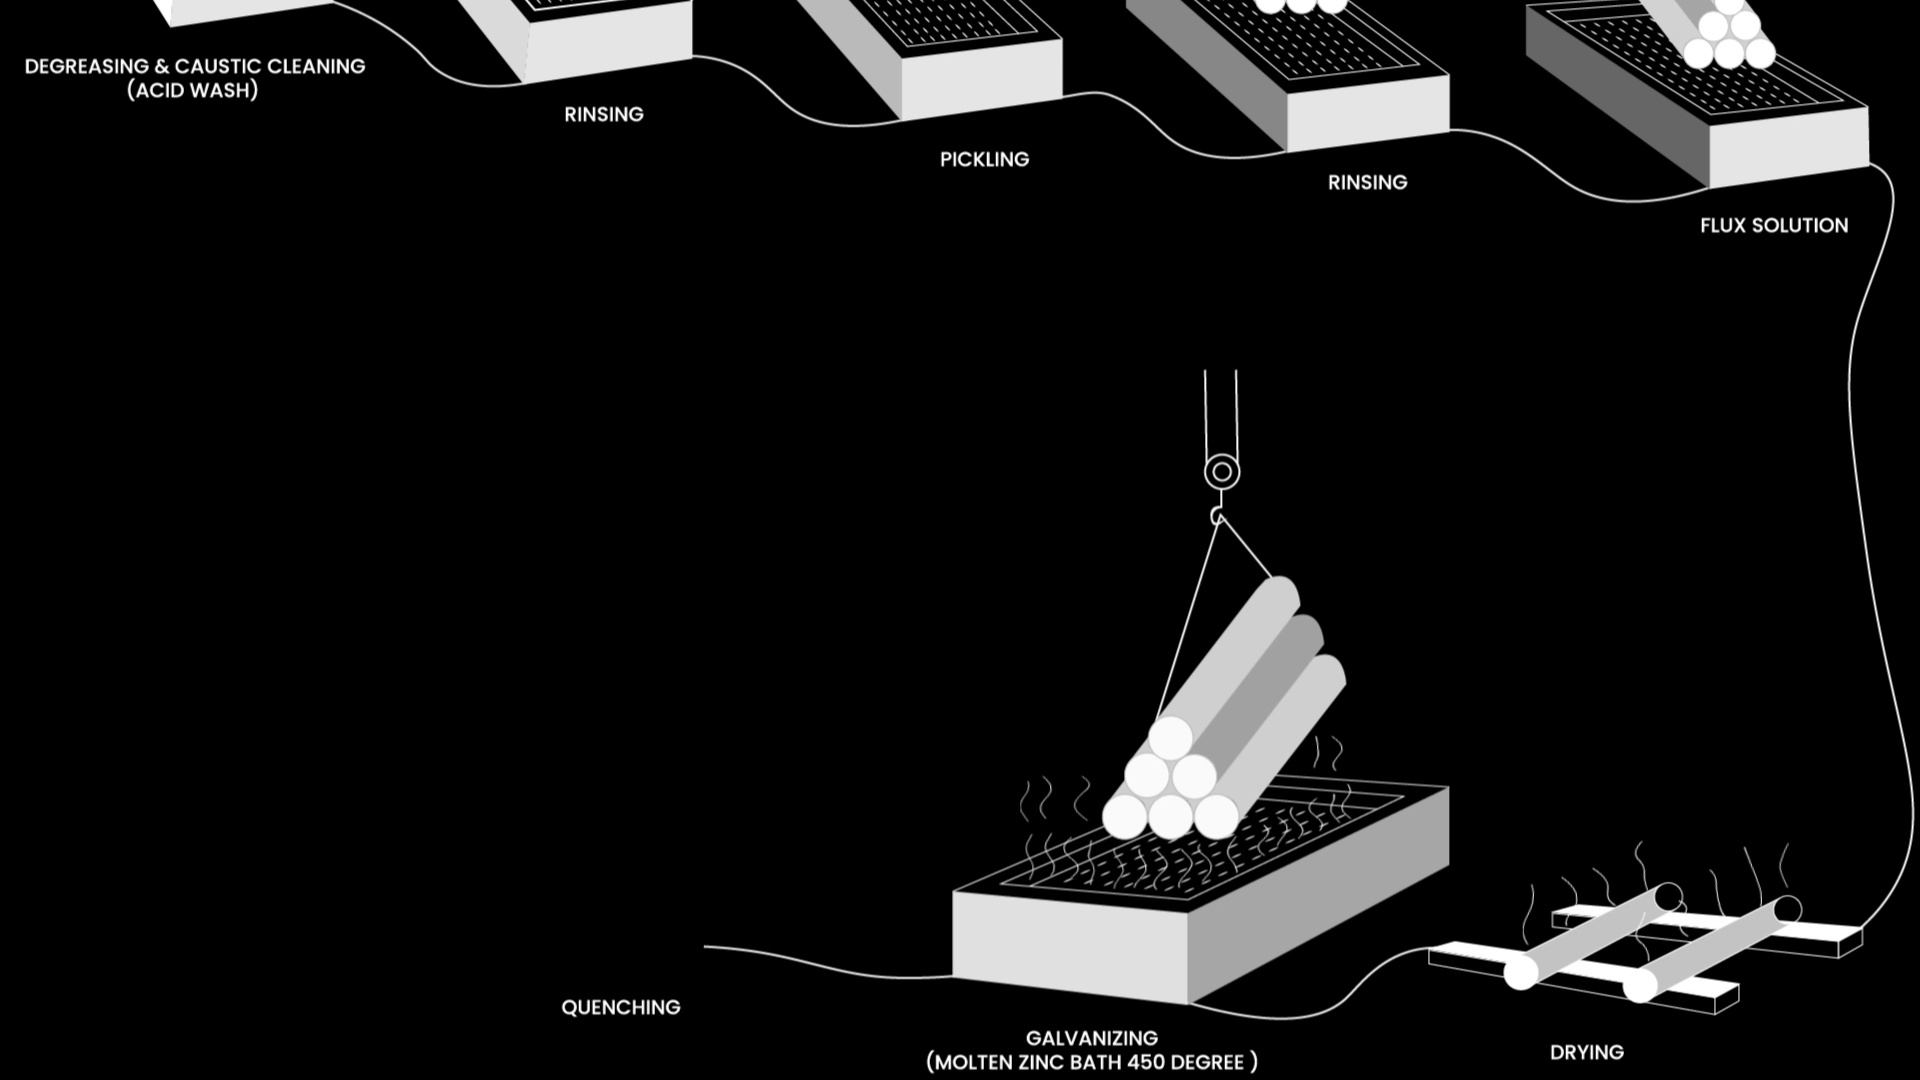 DEGREASING & CAUSTIC CLEANING
(ACID WASH)
RINSING
PICKLING
RINSING
FLUX SOLUTION
QUENCHING
GALVANIZING
(MOLTEN ZINC BATH 450 DEGREE )
DRYING